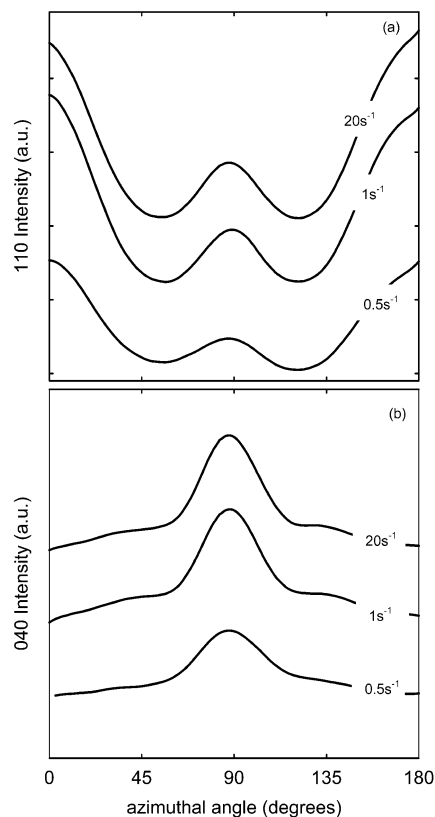 (a)
20s⁻¹
1s⁻¹
0.5s⁻¹
110 Intensity (a.u.)
(b)
20s⁻¹
1s⁻¹
0.5s⁻¹
040 Intensity (a.u.)
0 45 90 135 180
azimuthal angle (degrees)